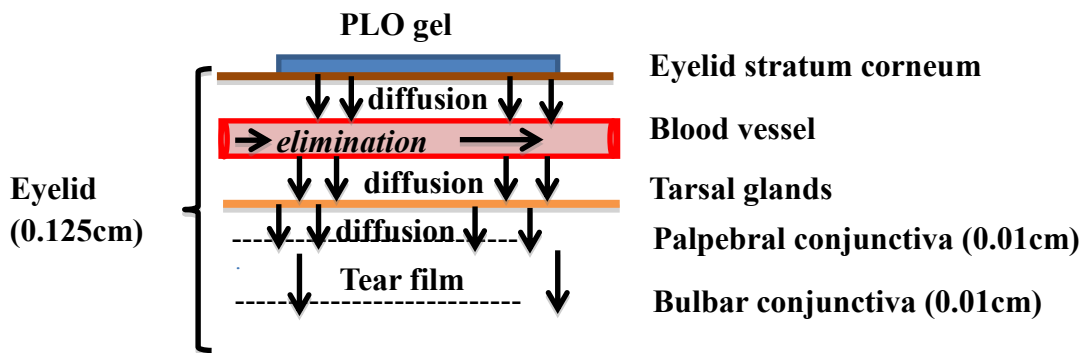 PLO gel
Eyelid stratum corneum
diffusion
Blood vessel
elimination
diffusion
Tarsal glands
Eyelid
(0.125cm)
diffusion
Palpebral conjunctiva (0.01cm)
Tear film
Bulbar conjunctiva (0.01cm)